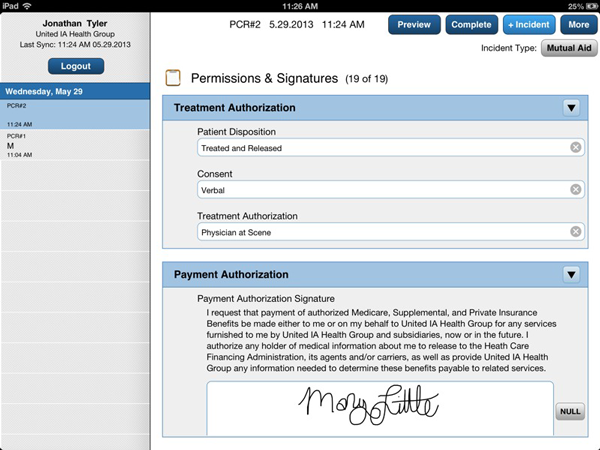 iPad 11:26 AM 25%
Jonathan Tyler
United IA Health Group
Last Sync: 11:24 AM 05.29.2013
Logout
PCR#2 5.29.2013 11:24 AM Preview Complete + Incident More
Incident Type: Mutual Aid
Wednesday, May 29
PCR#2
11:24 AM
PCR#1
M
11:04 AM
Permissions & Signatures (19 of 19)
Treatment Authorization
Patient Disposition
Treated and Released
Consent
Verbal
Treatment Authorization
Physician at Scene
Payment Authorization
Payment Authorization Signature
I request that payment of authorized Medicare, Supplemental, and Private Insurance
Benefits be made either to me or on my behalf to United IA Health Group for any services
furnished to me by United IA Health Group and subsidiaries, now or in the future. I
authorize any holder of medical information about me to release to the Heath Care
Financing Administration, its agents and/or carriers, as well as provide United IA Health
Group any information needed to determine these benefits payable to related services.
Mary Little
NULL